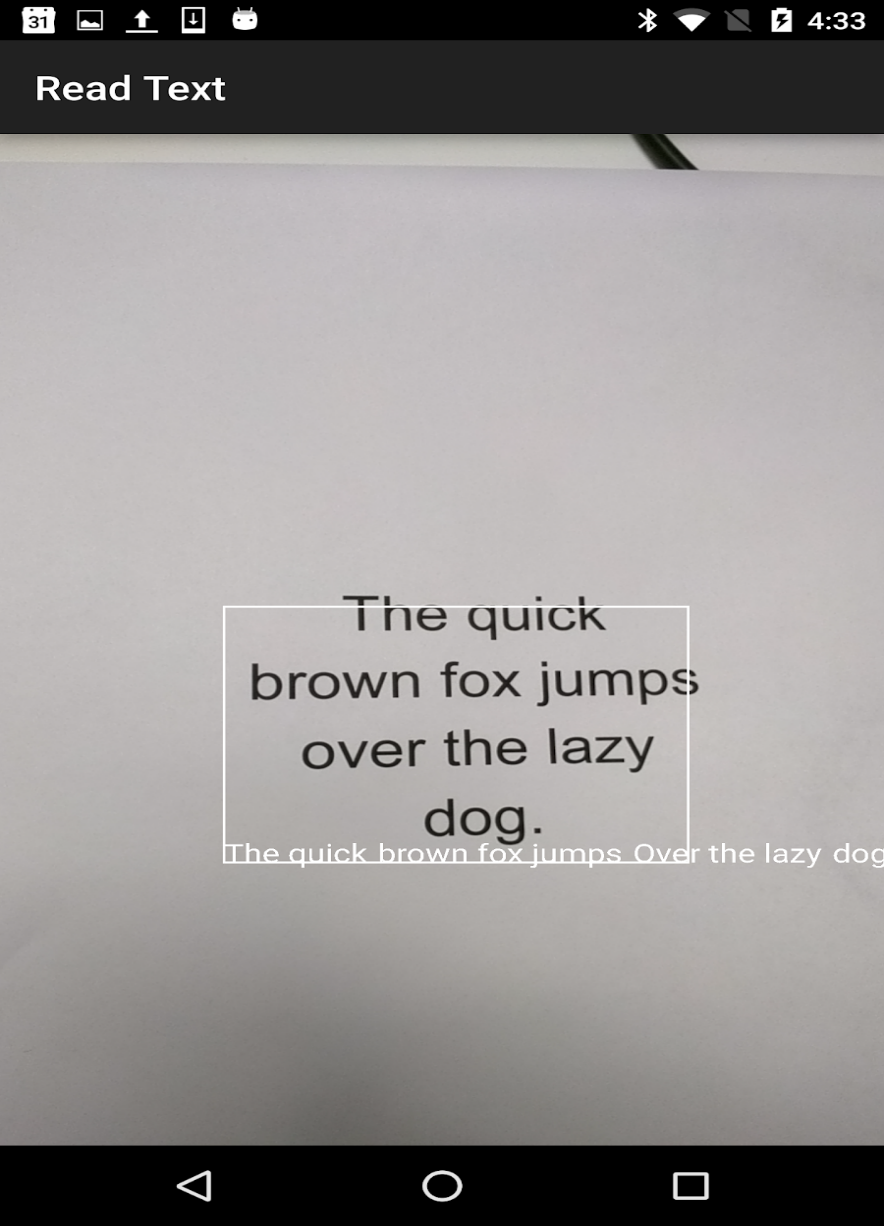 31
4:33
Read Text
The quick
brown fox jumps
over the lazy
dog.
The quick brown fox jumps Over the lazy dog